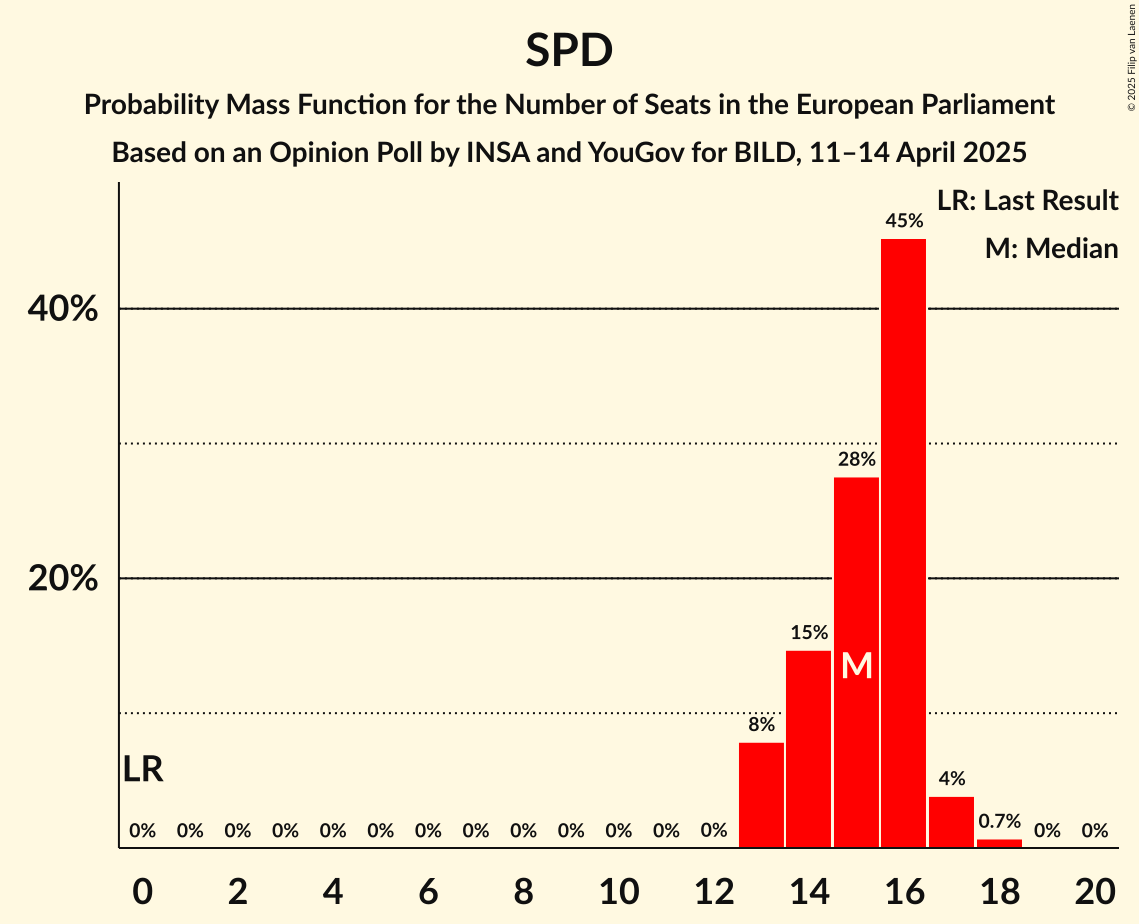 SPD
Probability Mass Function for the Number of Seats in the European Parliament
Based on an Opinion Poll by INSA and YouGov for BILD, 11–14 April 2025
© 2025 Filip van Laenen
LR: Last Result
M: Median
45%
40%
28%
20%
15%
M
8%
LR
4%
0.7%
0% 0% 0% 0% 0% 0% 0% 0% 0% 0% 0% 0% 0% 0% 0%
0 2 4 6 8 10 12 14 16 18 20